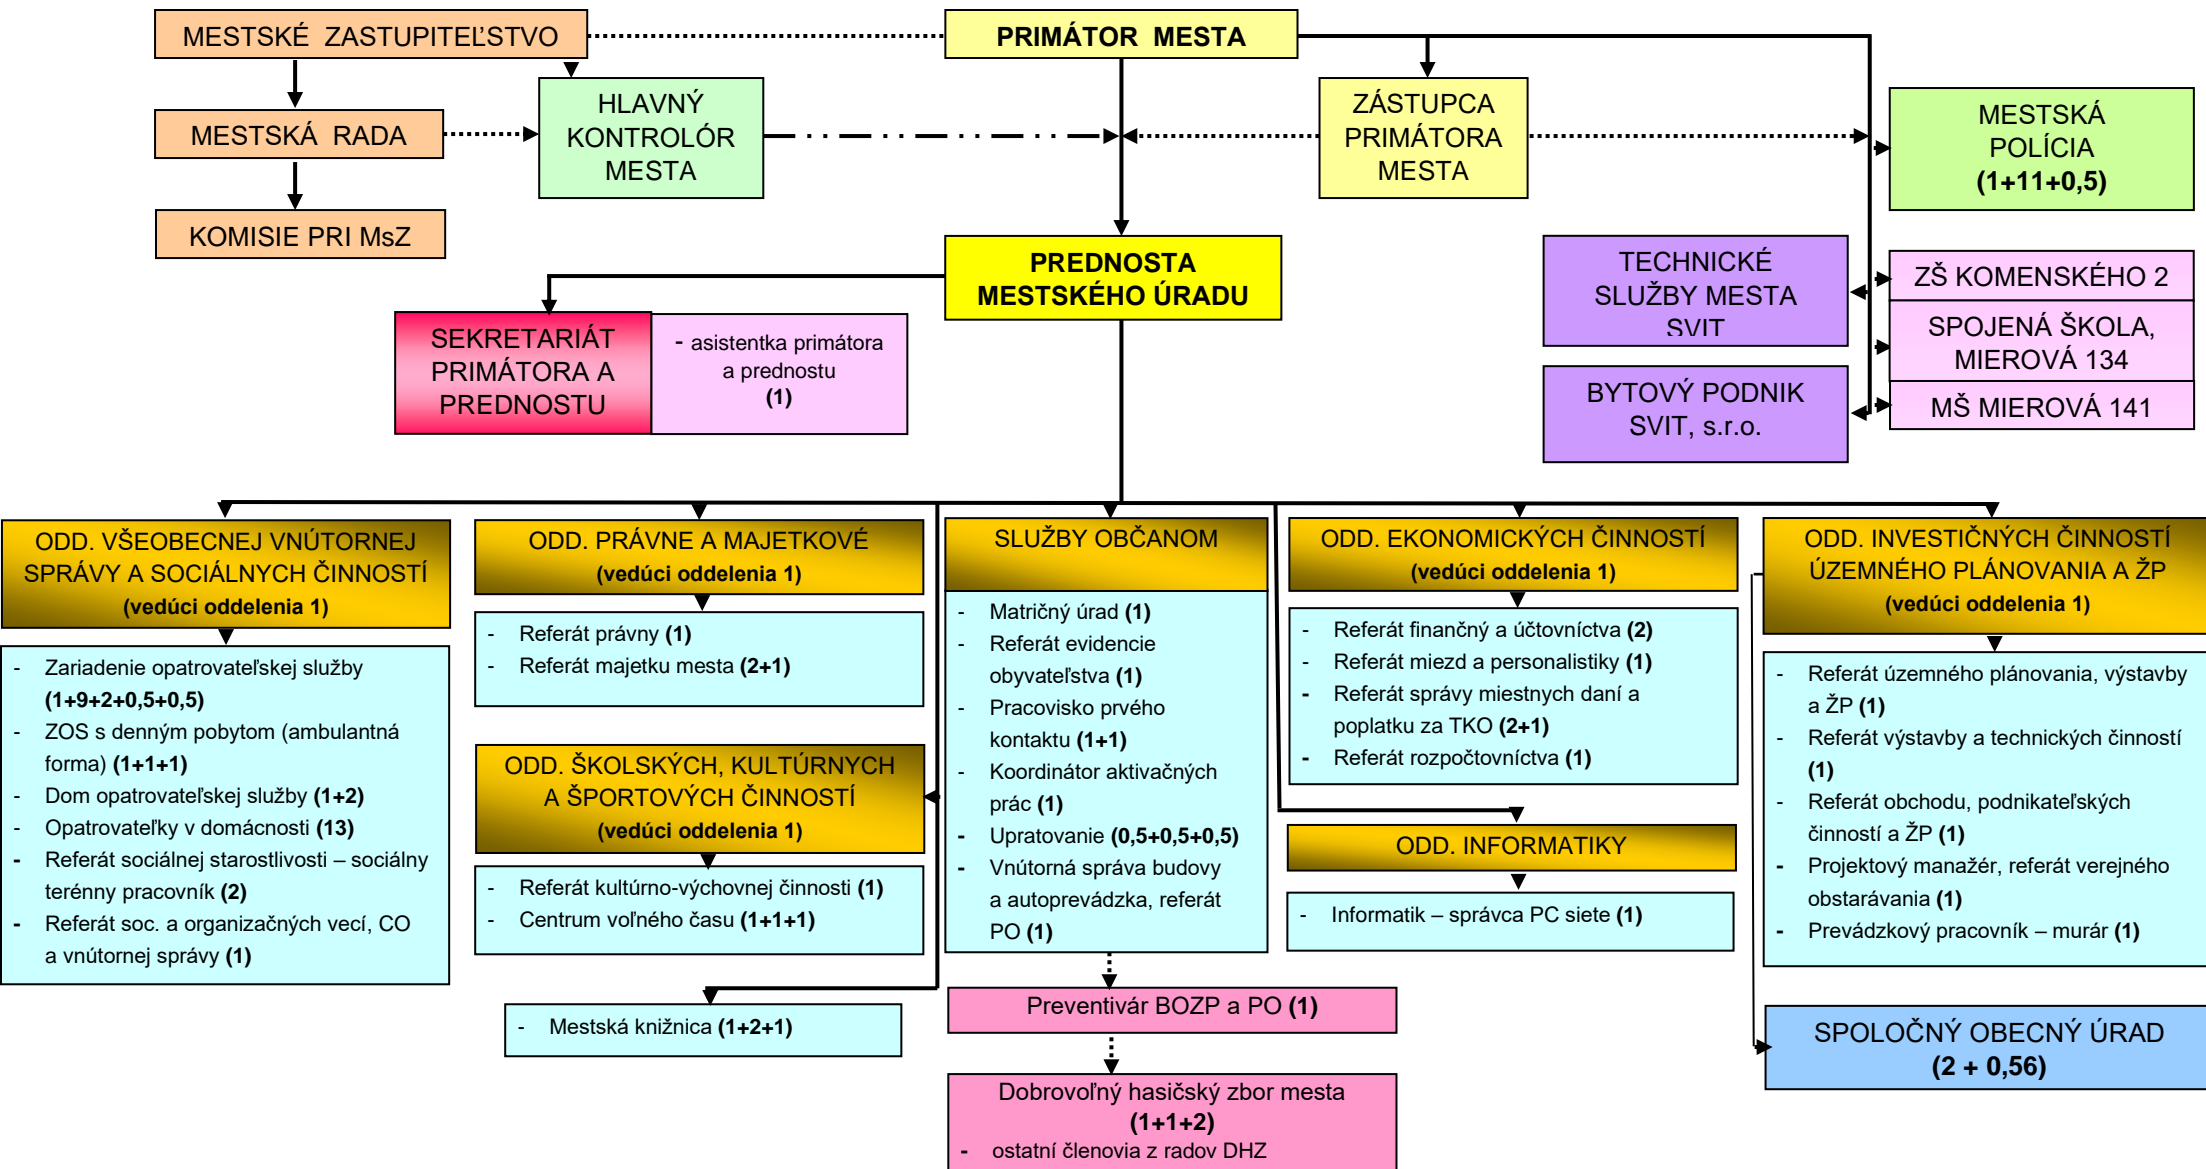 MESTSKÉ ZASTUPITEĽSTVO
PRIMÁTOR MESTA
MESTSKÁ RADA
HLAVNÝ
KONTROLÓR
MESTA
ZÁSTUPCA
PRIMÁTORA
MESTA
MESTSKÁ
POLÍCIA
(1+11+0,5)
KOMISIE PRI MsZ
PREDNOSTA
MESTSKÉHO ÚRADU
TECHNICKÉ
SLUŽBY MESTA
SVIT
ZŠ KOMENSKÉHO 2
SPOJENÁ ŠKOLA,
MIEROVÁ 134
MŠ MIEROVÁ 141
SEKRETARIÁT
PRIMÁTORA A
PREDNOSTU
- asistentka primátora
a prednostu
(1)
BYTOVÝ PODNIK
SVIT, s.r.o.
ODD. VŠEOBECNEJ VNÚTORNEJ
SPRÁVY A SOCIÁLNYCH ČINNOSTÍ
(vedúci oddelenia 1)
- Zariadenie opatrovateľskej služby
(1+9+2+0,5+0,5)
- ZOS s denným pobytom (ambulantná
forma) (1+1+1)
- Dom opatrovateľskej služby (1+2)
- Opatrovateľky v domácnosti (13)
- Referát sociálnej starostlivosti – sociálny
terénny pracovník (2)
- Referát soc. a organizačných vecí, CO
a vnútornej správy (1)
ODD. PRÁVNE A MAJETKOVÉ
(vedúci oddelenia 1)
- Referát právny (1)
- Referát majetku mesta (2+1)
ODD. ŠKOLSKÝCH, KULTÚRNYCH
A ŠPORTOVÝCH ČINNOSTÍ
(vedúci oddelenia 1)
- Referát kultúrno-výchovnej činnosti (1)
- Centrum voľného času (1+1+1)
- Mestská knižnica (1+2+1)
SLUŽBY OBČANOM
- Matričný úrad (1)
- Referát evidencie
obyvateľstva (1)
- Pracovisko prvého
kontaktu (1+1)
- Koordinátor aktivačných
prác (1)
- Upratovanie (0,5+0,5+0,5)
- Vnútorná správa budovy
a autoprevádzka, referát
PO (1)
Preventivár BOZP a PO (1)
Dobrovoľný hasičský zbor mesta
(1+1+2)
- ostatní členovia z radov DHZ
ODD. EKONOMICKÝCH ČINNOSTÍ
(vedúci oddelenia 1)
- Referát finančný a účtovníctva (2)
- Referát miezd a personalistiky (1)
- Referát správy miestnych daní a
poplatku za TKO (2+1)
- Referát rozpočtovníctva (1)
ODD. INFORMATIKY
- Informatik – správca PC siete (1)
ODD. INVESTIČNÝCH ČINNOSTÍ
ÚZEMNÉHO PLÁNOVANIA A ŽP
(vedúci oddelenia 1)
- Referát územného plánovania, výstavby
a ŽP (1)
- Referát výstavby a technických činností
(1)
- Referát obchodu, podnikateľských
činností a ŽP (1)
- Projektový manažér, referát verejného
obstarávania (1)
- Prevádzkový pracovník – murár (1)
SPOLOČNÝ OBECNÝ ÚRAD
(2 + 0,56)